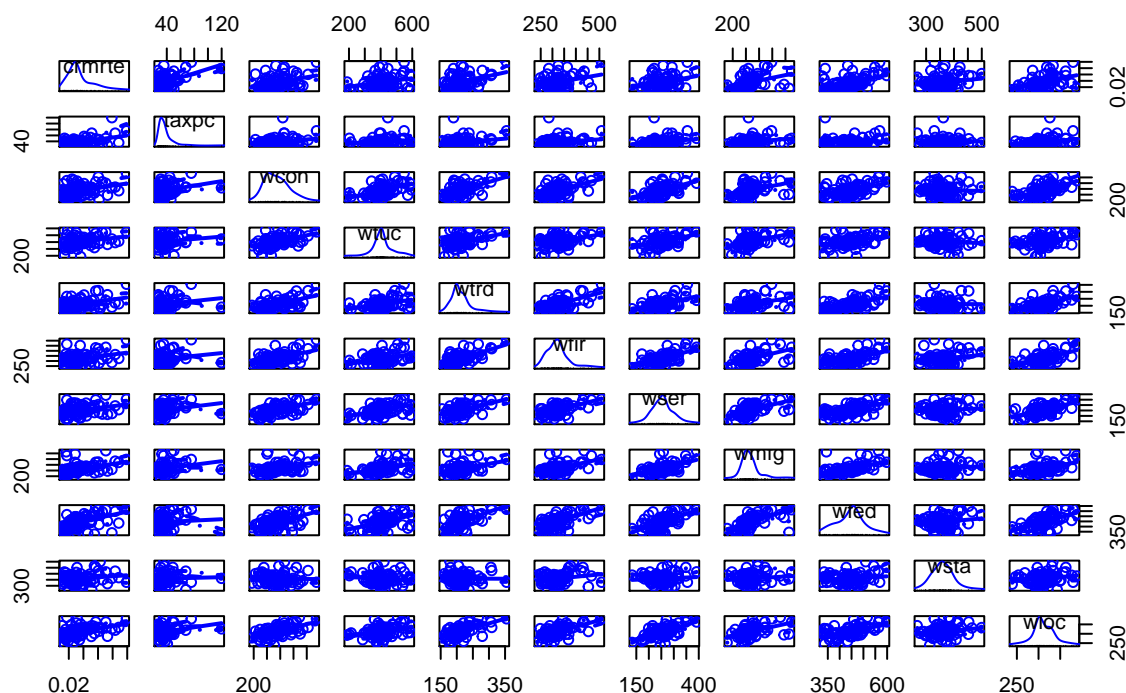 40 120 200 600 250 500 200 300 500
crmrte 0.02
40 taxpc
wcon 200
200 wtuc
wtrd 150
250 wfir
wser 150
200 wmfg
wfed 350
300 wsta
wloc 250
0.02 200 150 350 150 400 350 600 250